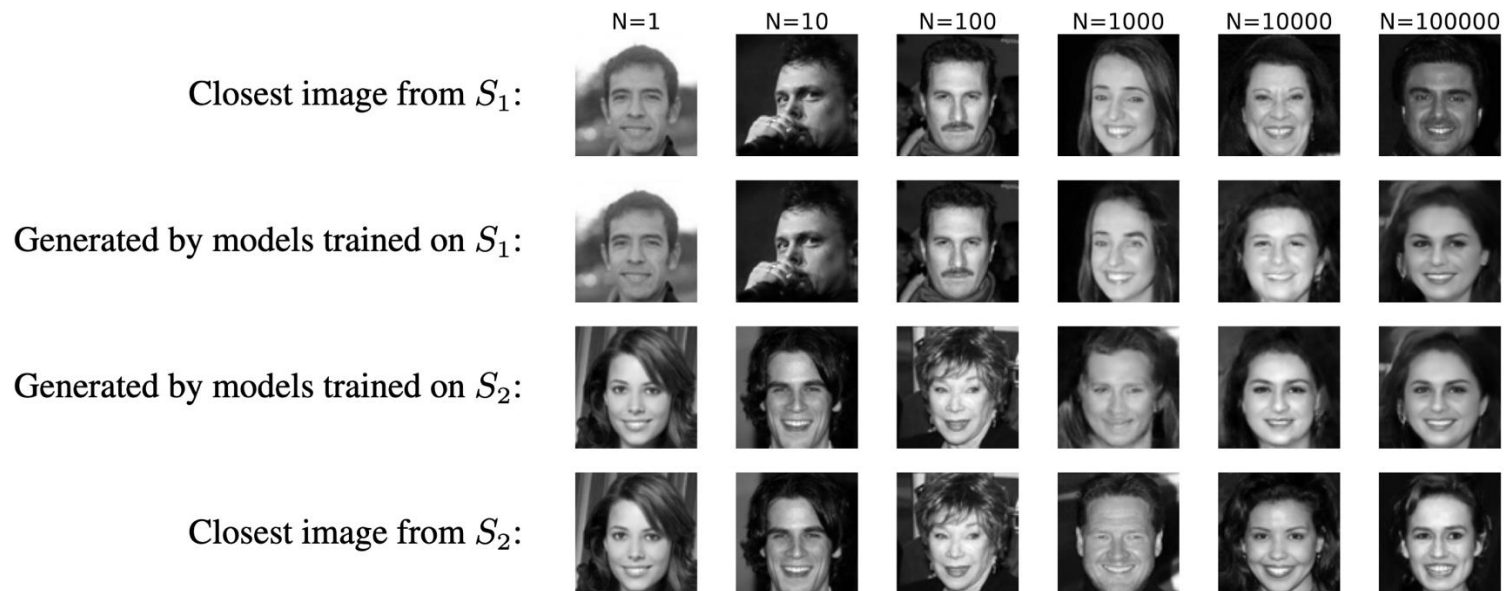 N=1 N=10 N=100 N=1000 N=10000 N=100000
Closest image from S₁:
Generated by models trained on S₁:
Generated by models trained on S₂:
Closest image from S₂: